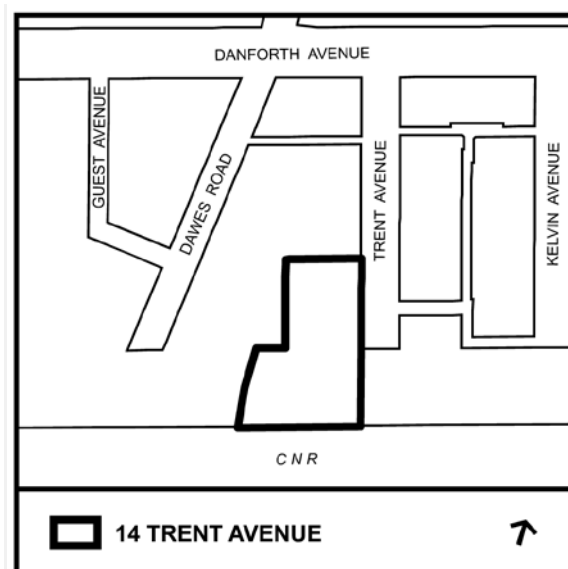 DANFORTH AVENUE
GUEST AVENUE
DAWES ROAD
TRENT AVENUE
KELVIN AVENUE
CNR
14 TRENT AVENUE